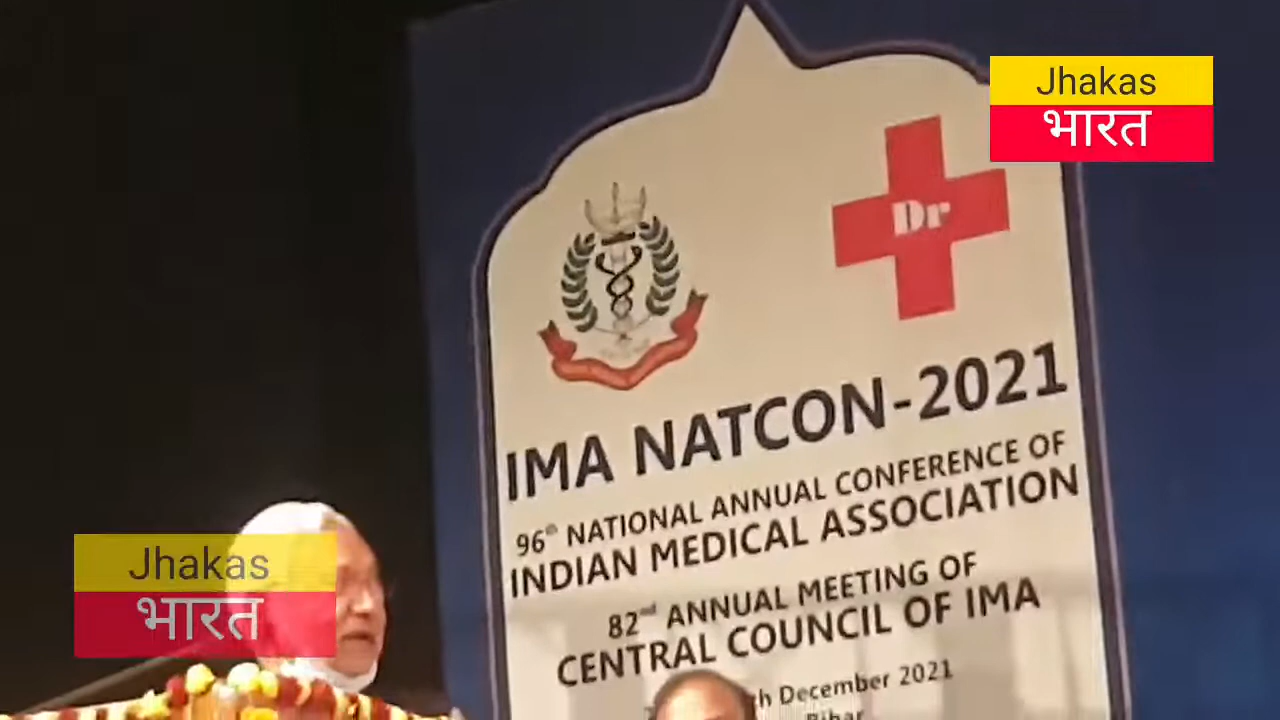 Jhakas
भारत
Dr
IMA NATCON-2021
96th NATIONAL ANNUAL CONFERENCE OF
INDIAN MEDICAL ASSOCIATION
82nd ANNUAL MEETING OF
CENTRAL COUNCIL OF IMA
December 2021
Bihar
Jhakas
भारत